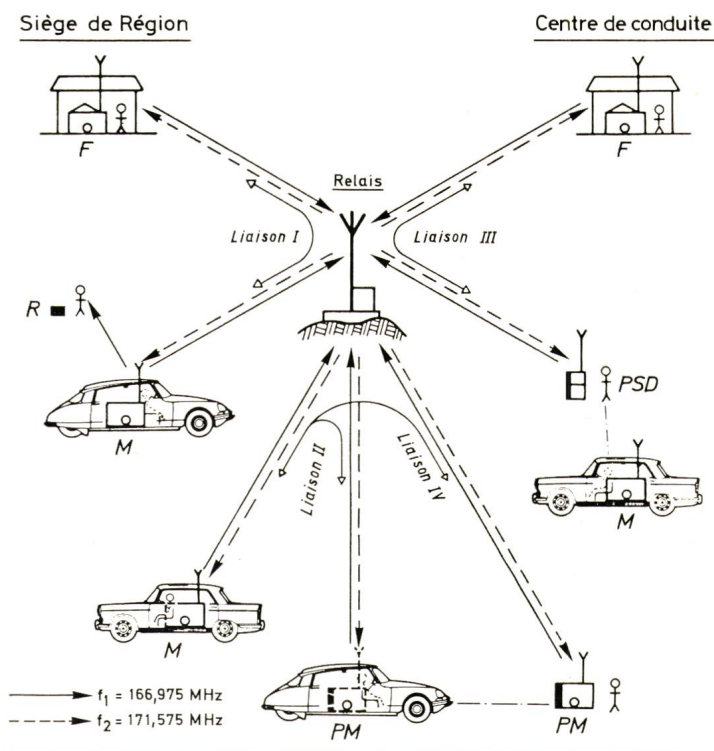 Siège de Région
Centre de conduite
F
F
Relais
Liaison I
Liaison III
R
PSD
M
M
Liaison II
Liaison IV
M
f₁ = 166,975 MHz
f₂ = 171,575 MHz
PM
PM